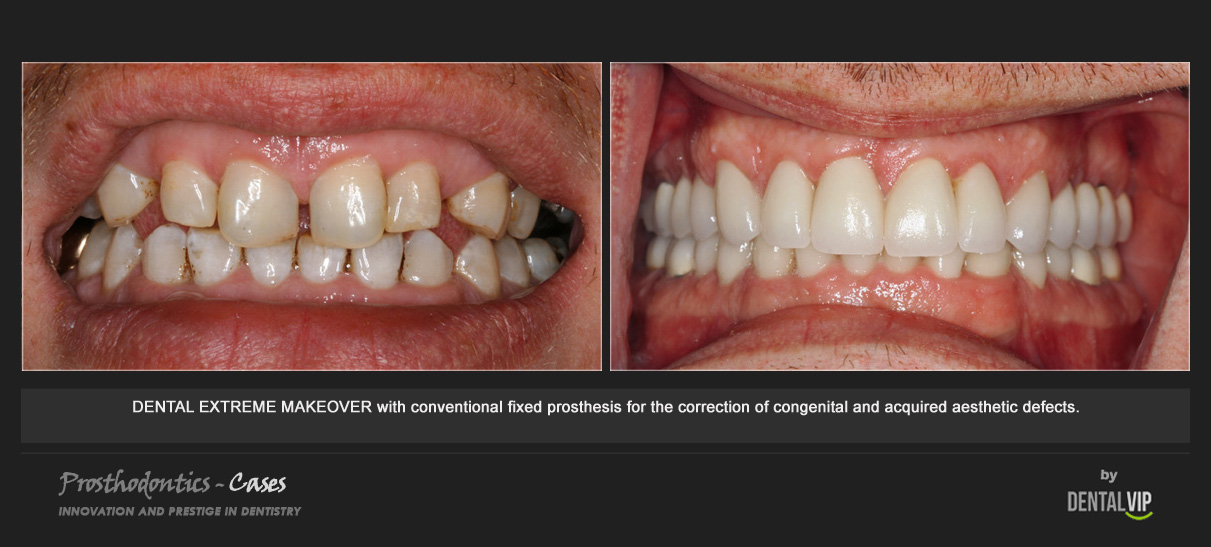 DENTAL EXTREME MAKEOVER with conventional fixed prosthesis for the correction of congenital and acquired aesthetic defects.
Prosthodontics - Cases
INNOVATION AND PRESTIGE IN DENTISTRY
by
DENTALVIP